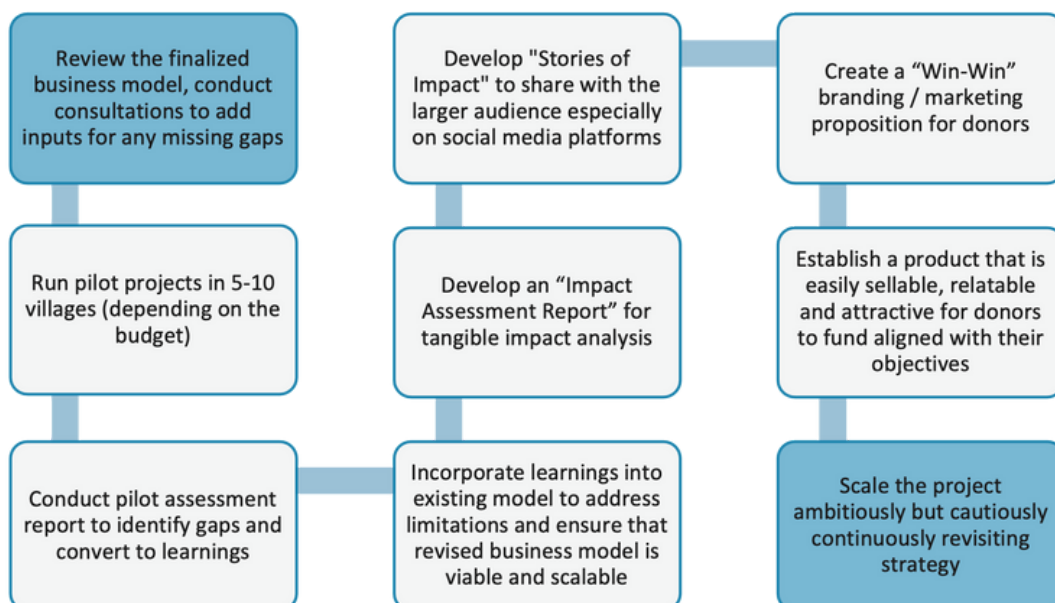 Review the finalized
business model, conduct
consultations to add
inputs for any missing gaps
Run pilot projects in 5-10
villages (depending on the
budget)
Conduct pilot assessment
report to identify gaps and
convert to learnings
Incorporate learnings into
existing model to address
limitations and ensure that
revised business model is
viable and scalable
Develop an “Impact
Assessment Report” for
tangible impact analysis
Develop "Stories of
Impact" to share with the
larger audience especially
on social media platforms
Create a “Win-Win”
branding / marketing
proposition for donors
Establish a product that is
easily sellable, relatable
and attractive for donors
to fund aligned with their
objectives
Scale the project
ambitiously but cautiously
continuously revisiting
strategy